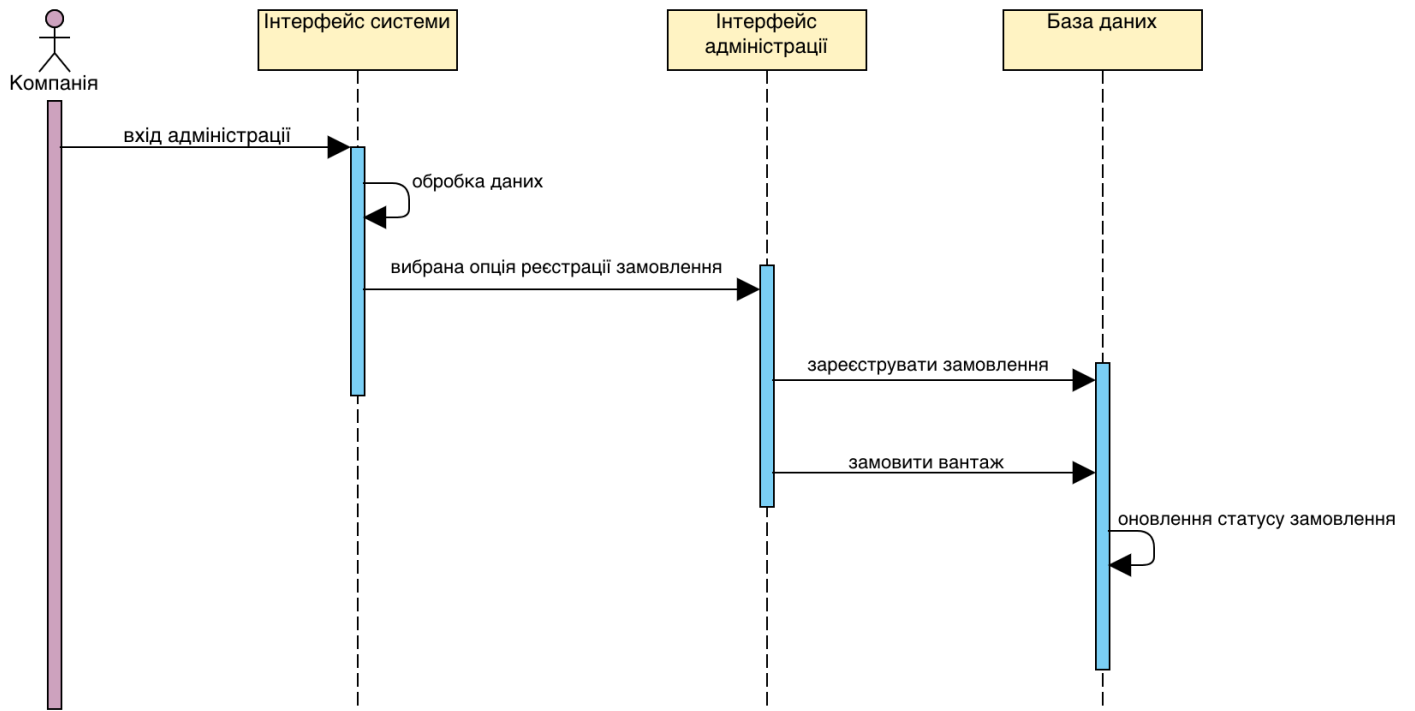 Інтерфейс системи
Інтерфейс
адміністрації
База даних
Компанія
вхід адміністрації
обробка даних
вибрана опція реєстрації замовлення
зареєструвати замовлення
замовити вантаж
оновлення статусу замовлення